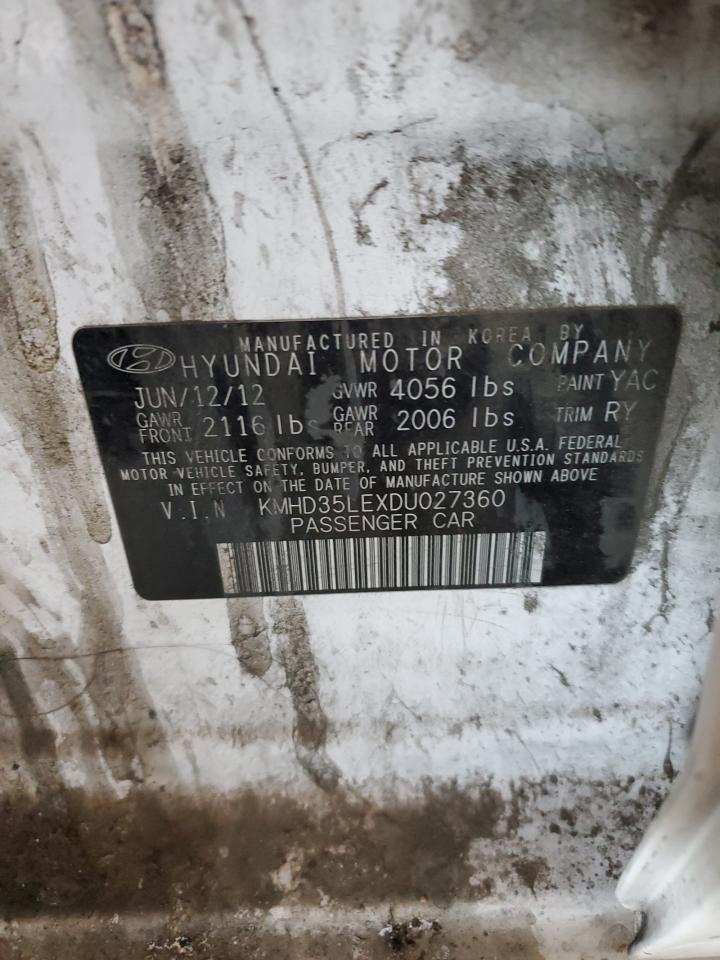 MANUFACTURED IN KOREA BY
HYUNDAI MOTOR COMPANY
JUN/12/12 GVWR 4056 lbs PAINT YAC
GAWR FRONT 2116 lbs GAWR REAR 2006 lbs TRIM RY
THIS VEHICLE CONFORMS TO ALL APPLICABLE U.S.A. FEDERAL
MOTOR VEHICLE SAFETY, BUMPER, AND THEFT PREVENTION STANDARDS
IN EFFECT ON THE DATE OF MANUFACTURE SHOWN ABOVE
V.I.N KMHD35LEXDU027360
PASSENGER CAR